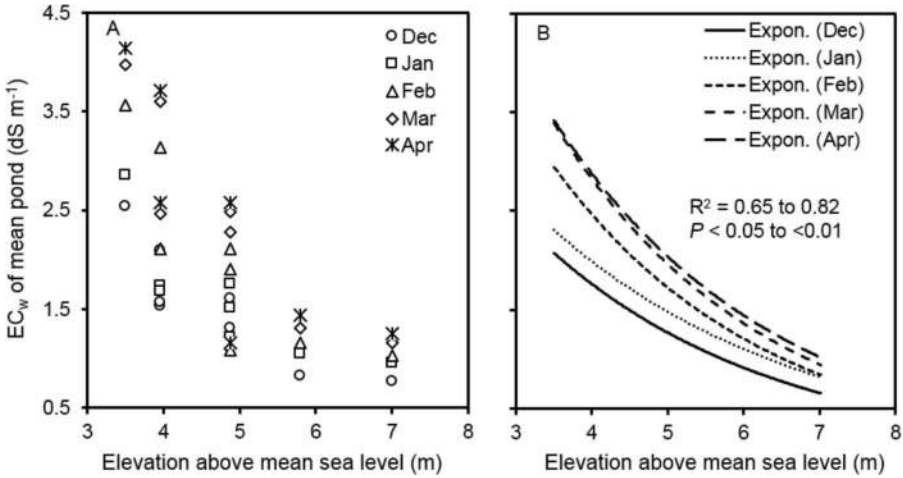 A
4.5
3.5
2.5
1.5
0.5
EC_w of mean pond (dS m⁻¹)
Dec
Jan
Feb
Mar
Apr
3 4 5 6 7 8
Elevation above mean sea level (m)
B
Expon. (Dec)
Expon. (Jan)
Expon. (Feb)
Expon. (Mar)
Expon. (Apr)
R² = 0.65 to 0.82
P < 0.05 to <0.01
3 4 5 6 7 8
Elevation above mean sea level (m)